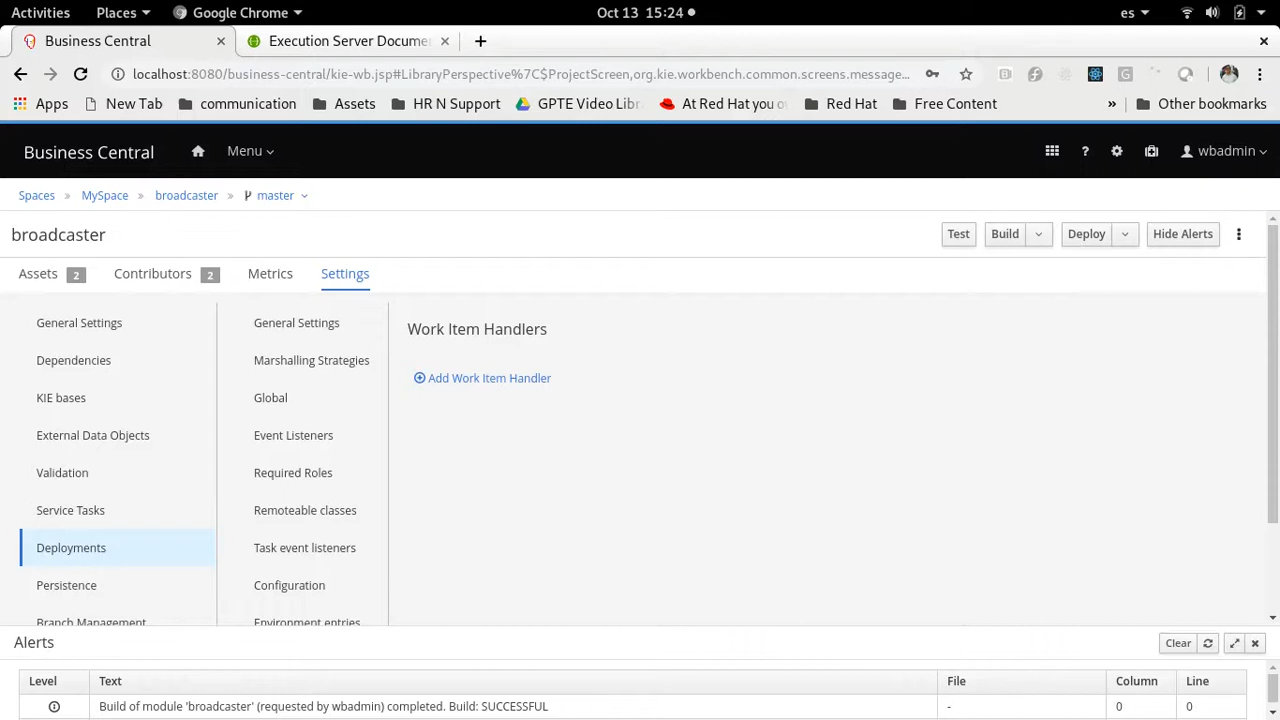 Activities Places Google Chrome Oct 13 15:24 es
Business Central Execution Server Docume
localhost:8080/business-central/kie-wb.jsp#LibraryPerspective%7C$ProjectScreen,org.kie.workbench.common.screens.message...
Apps New Tab communication Assets HR N Support GPTE Video Libr At Red Hat you o Red Hat Free Content » Other bookmarks
Business Central Menu wbadmin
Spaces » MySpace » broadcaster » master
broadcaster Test Build Deploy Hide Alerts
Assets 2 Contributors 2 Metrics Settings
General Settings General Settings Work Item Handlers
Dependencies Marshalling Strategies Add Work Item Handler
KIE bases Global
External Data Objects Event Listeners
Validation Required Roles
Service Tasks Remoteable classes
Deployments Task event listeners
Persistence Configuration
Branch Management Environment entries
Alerts Clear
Level Text File Column Line
Build of module 'broadcaster' (requested by wbadmin) completed. Build: SUCCESSFUL - 0 0